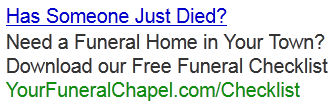 Has Someone Just Died?
Need a Funeral Home in Your Town?
Download our Free Funeral Checklist
YourFuneralChapel.com/Checklist